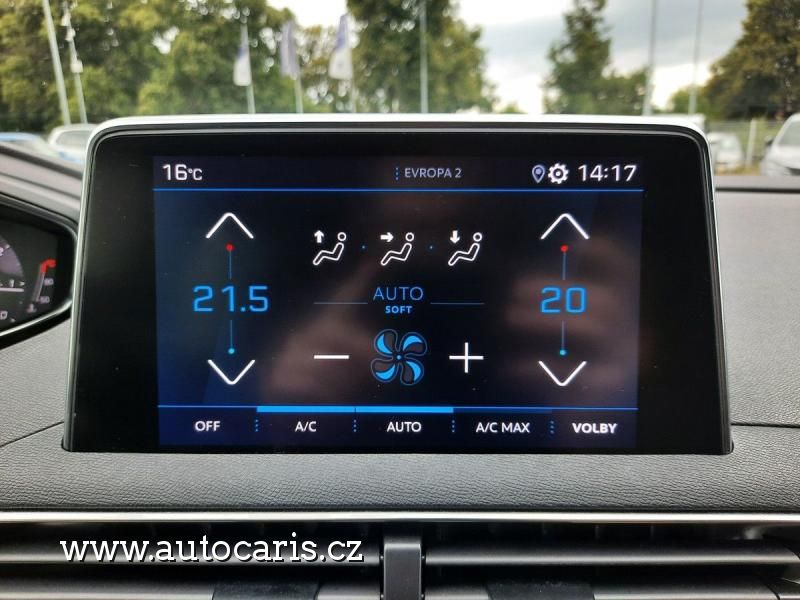 16°C EVROPA 2 14:17
21.5 AUTO 20
SOFT
OFF A/C AUTO A/C MAX VOLBY
www.autocaris.cz